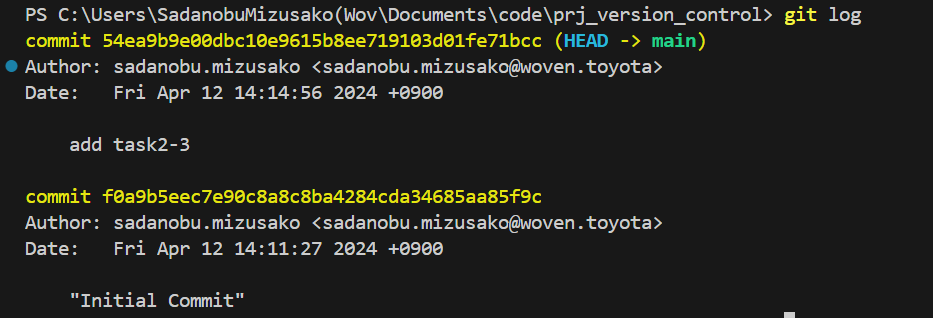 PS C:\Users\SadanobuMizusako(Wov\Documents\code\prj_version_control> git log
commit 54ea9b9e00dbc10e9615b8ee719103d01fe71bcc (HEAD -> main)
Author: sadanobu.mizusako <sadanobu.mizusako@woven.toyota>
Date:   Fri Apr 12 14:14:56 2024 +0900
add task2-3
commit f0a9b5eec7e90c8a8c8ba4284cda34685aa85f9c
Author: sadanobu.mizusako <sadanobu.mizusako@woven.toyota>
Date:   Fri Apr 12 14:11:27 2024 +0900
"Initial Commit"